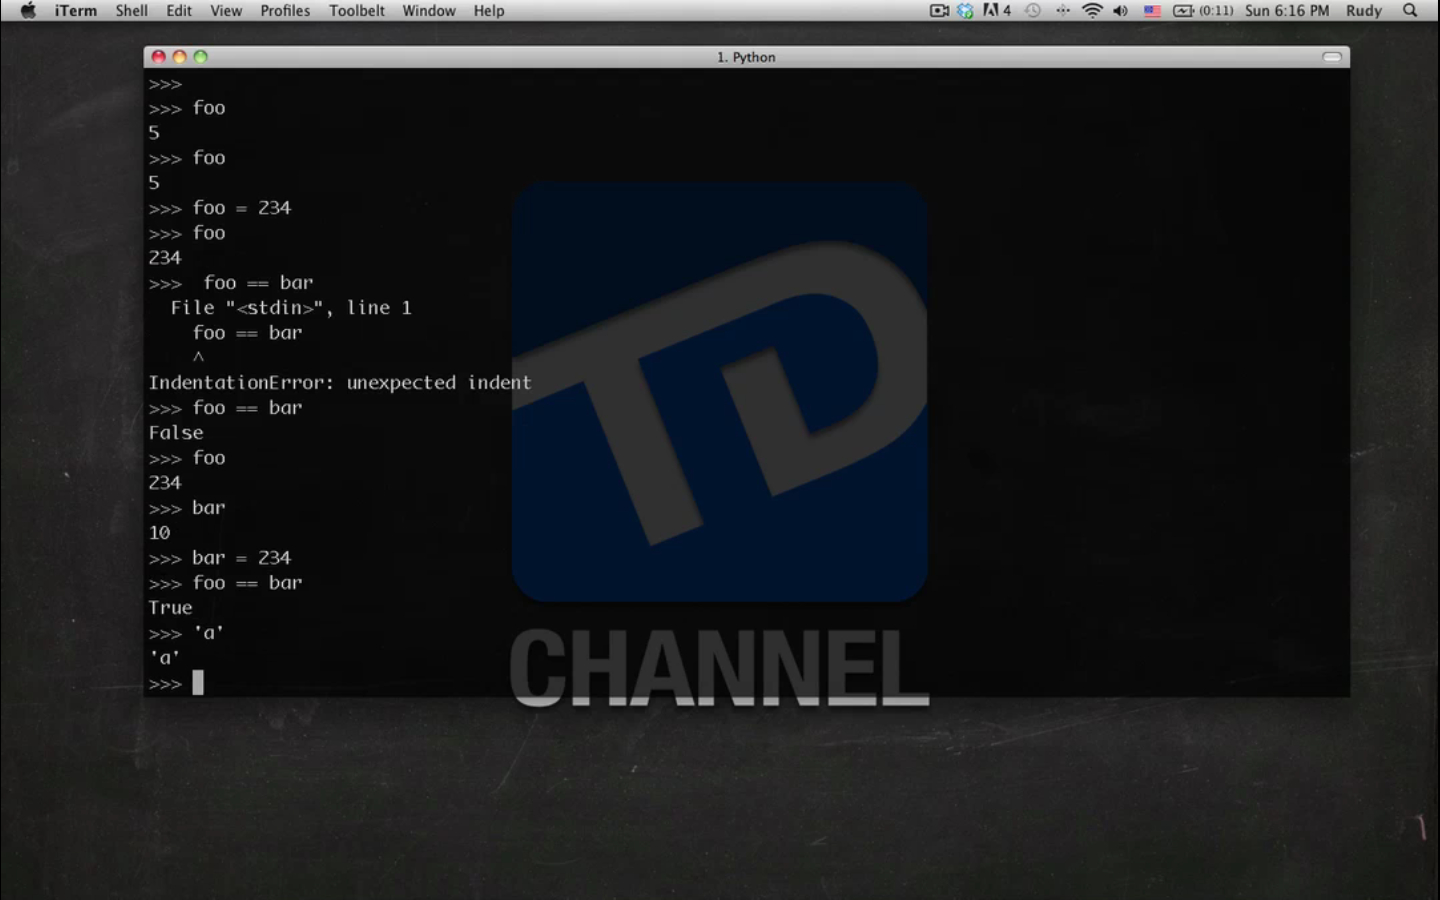 iTerm Shell Edit View Profiles Toolbelt Window Help 4 (0:11) Sun 6:16 PM Rudy
1. Python
>>>
>>> foo
5
>>> foo
5
>>> foo = 234
>>> foo
234
>>>  foo == bar
  File "<stdin>", line 1
    foo == bar
    ^
IndentationError: unexpected indent
>>> foo == bar
False
>>> foo
234
>>> bar
10
>>> bar = 234
>>> foo == bar
True
>>> 'a'
'a'
>>>
TD
CHANNEL